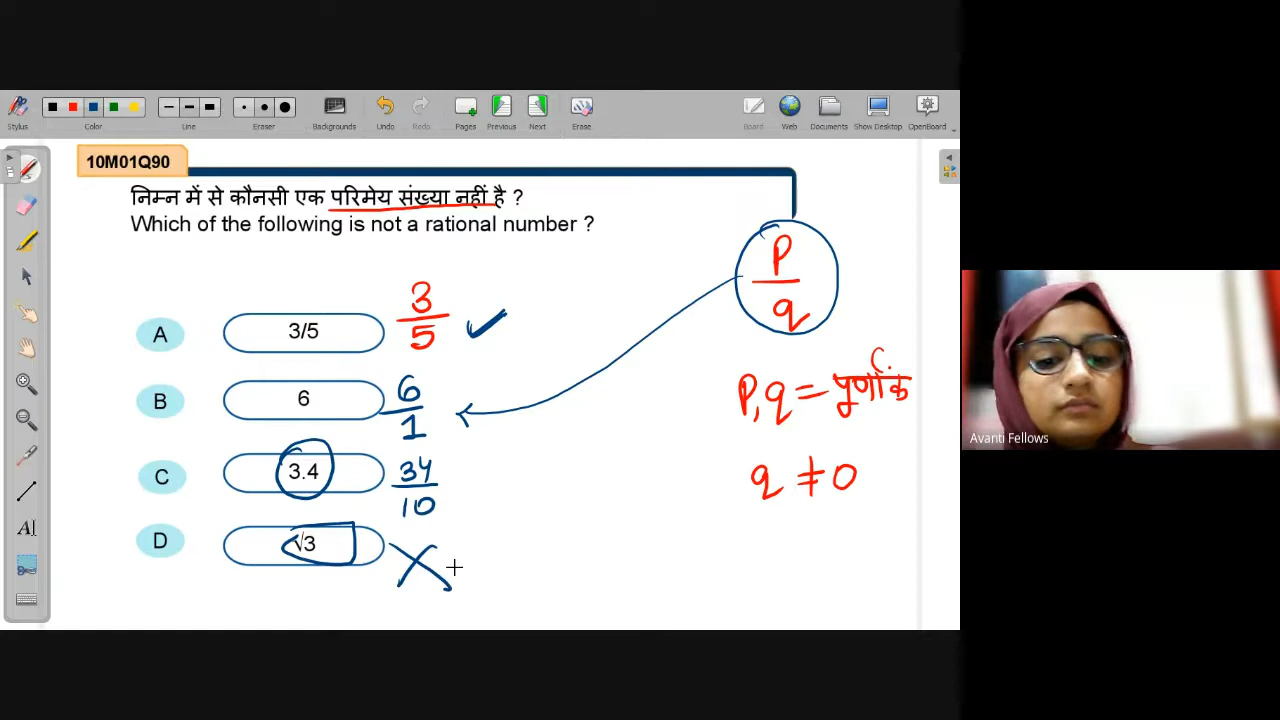 Stylus
Color
Line
Eraser
Backgrounds
Undo
Redo
Pages
Previous
Next
Erase
Board
Web
Documents
Show Desktop
OpenBoard
10M01Q90
निम्न में से कौनसी एक परिमेय संख्या नहीं है ?
Which of the following is not a rational number ?
P
q
A 3/5 3/5 ✓
B 6 6/1
C 3.4 34/10
D √3 X
P, q = पूर्णांक
q ≠ 0
Avanti Fellows